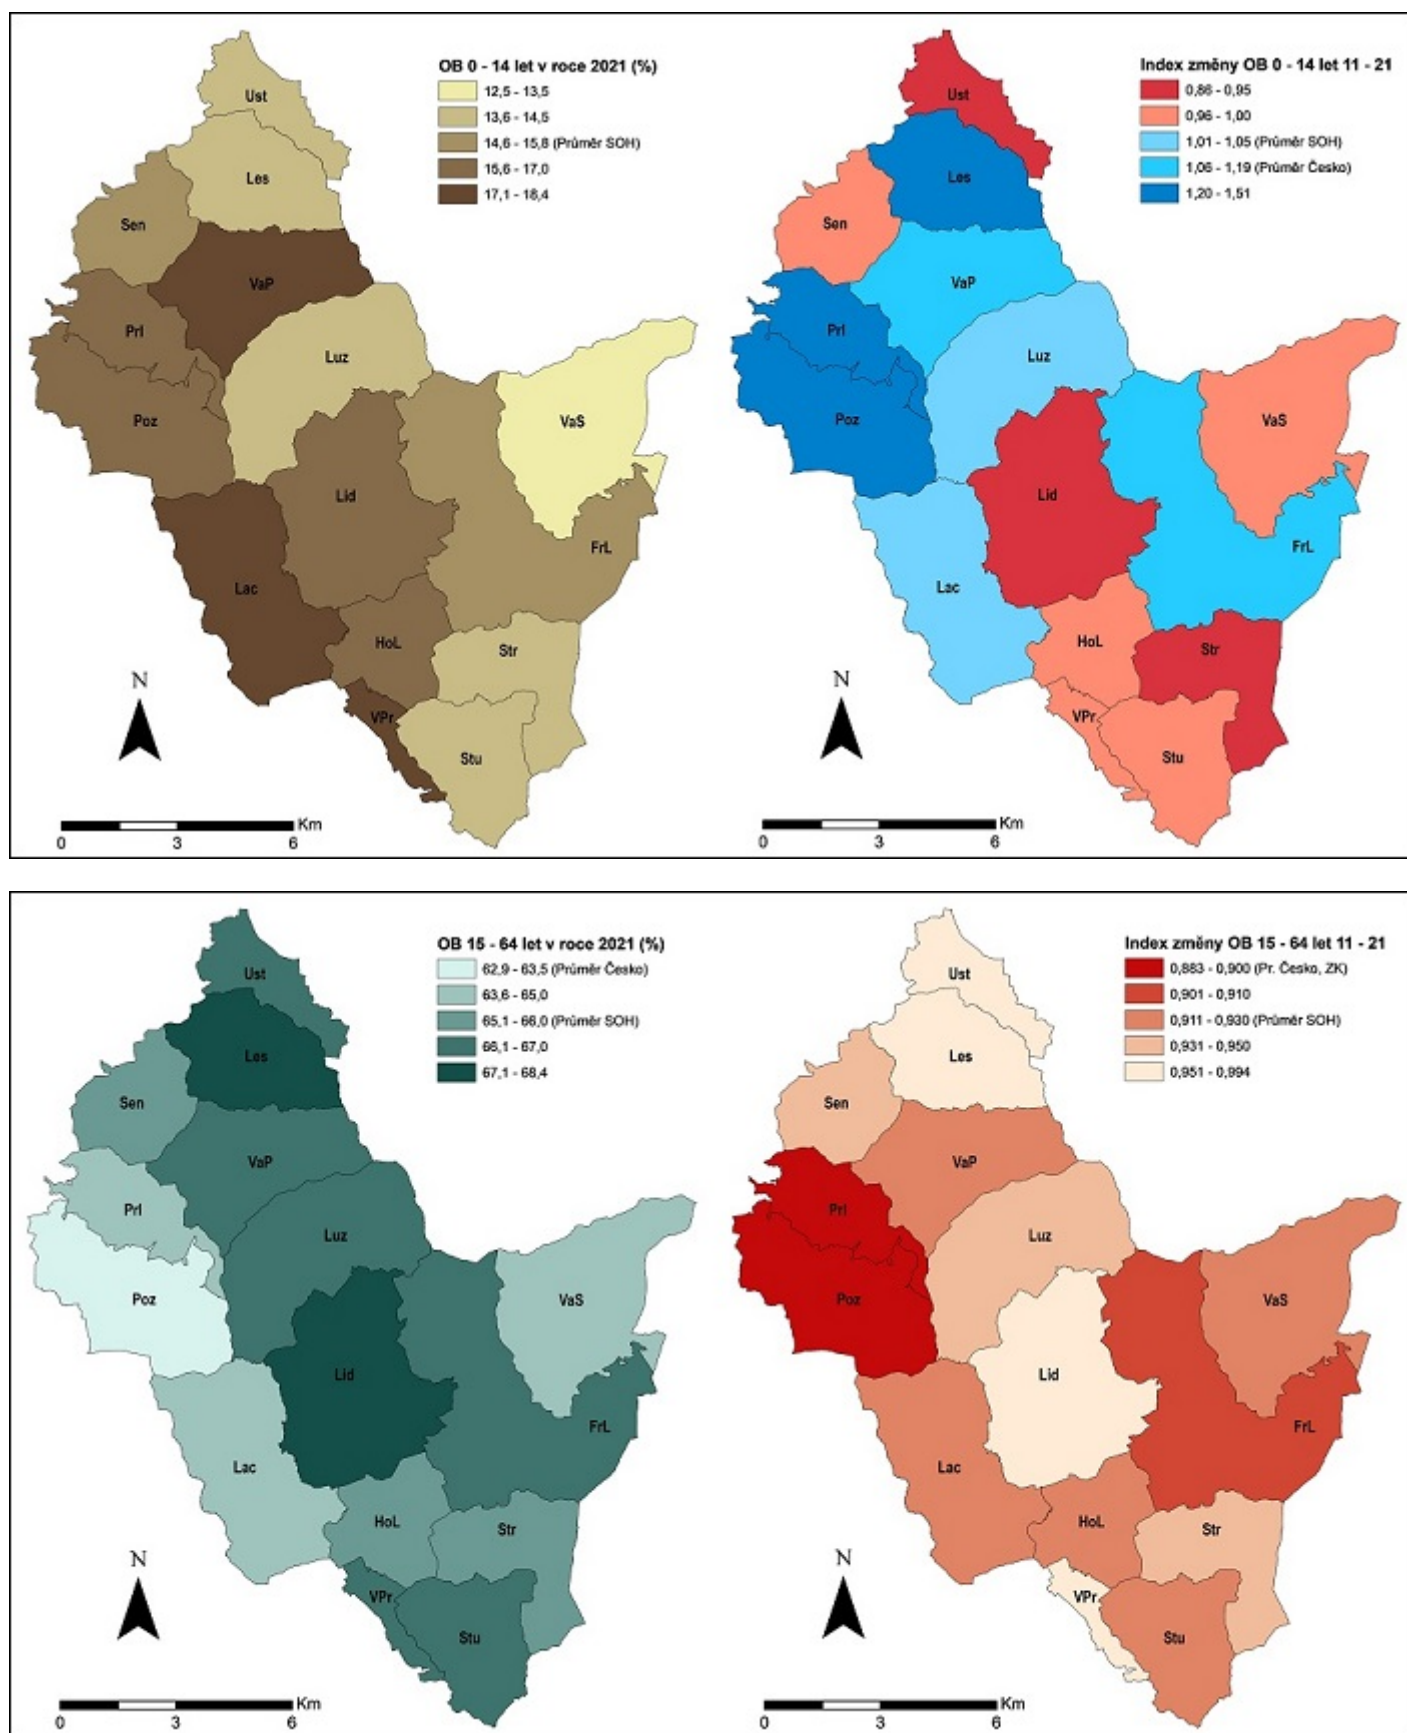 OB 0 - 14 let v roce 2021 (%)
12,5 - 13,5
13,6 - 14,5
14,6 - 15,8 (Průměr SOH)
15,6 - 17,0
17,1 - 18,4
Ust
Les
Sen
VaP
Prl
Luz
Poz
VaS
Lid
FrL
Lac
HoL
Str
VPr
Stu
N
Km
0 3 6
Index změny OB 0 - 14 let 11 - 21
0,86 - 0,95
0,96 - 1,00
1,01 - 1,05 (Průměr SOH)
1,06 - 1,19 (Průměr Česko)
1,20 - 1,51
Ust
Les
Sen
VaP
Prl
Luz
Poz
VaS
Lid
FrL
Lac
HoL
Str
VPr
Stu
N
Km
0 3 6
OB 15 - 64 let v roce 2021 (%)
62,9 - 63,5 (Průměr Česko)
63,6 - 65,0
65,1 - 66,0 (Průměr SOH)
66,1 - 67,0
67,1 - 68,4
Ust
Les
Sen
VaP
Prl
Luz
Poz
VaS
Lid
FrL
Lac
HoL
Str
VPr
Stu
N
Km
0 3 6
Index změny OB 15 - 64 let 11 - 21
0,883 - 0,900 (Pr. Česko, ZK)
0,901 - 0,910
0,911 - 0,930 (Průměr SOH)
0,931 - 0,950
0,951 - 0,994
Ust
Les
Sen
VaP
Prl
Luz
Poz
VaS
Lid
FrL
Lac
HoL
Str
VPr
Stu
N
Km
0 3 6